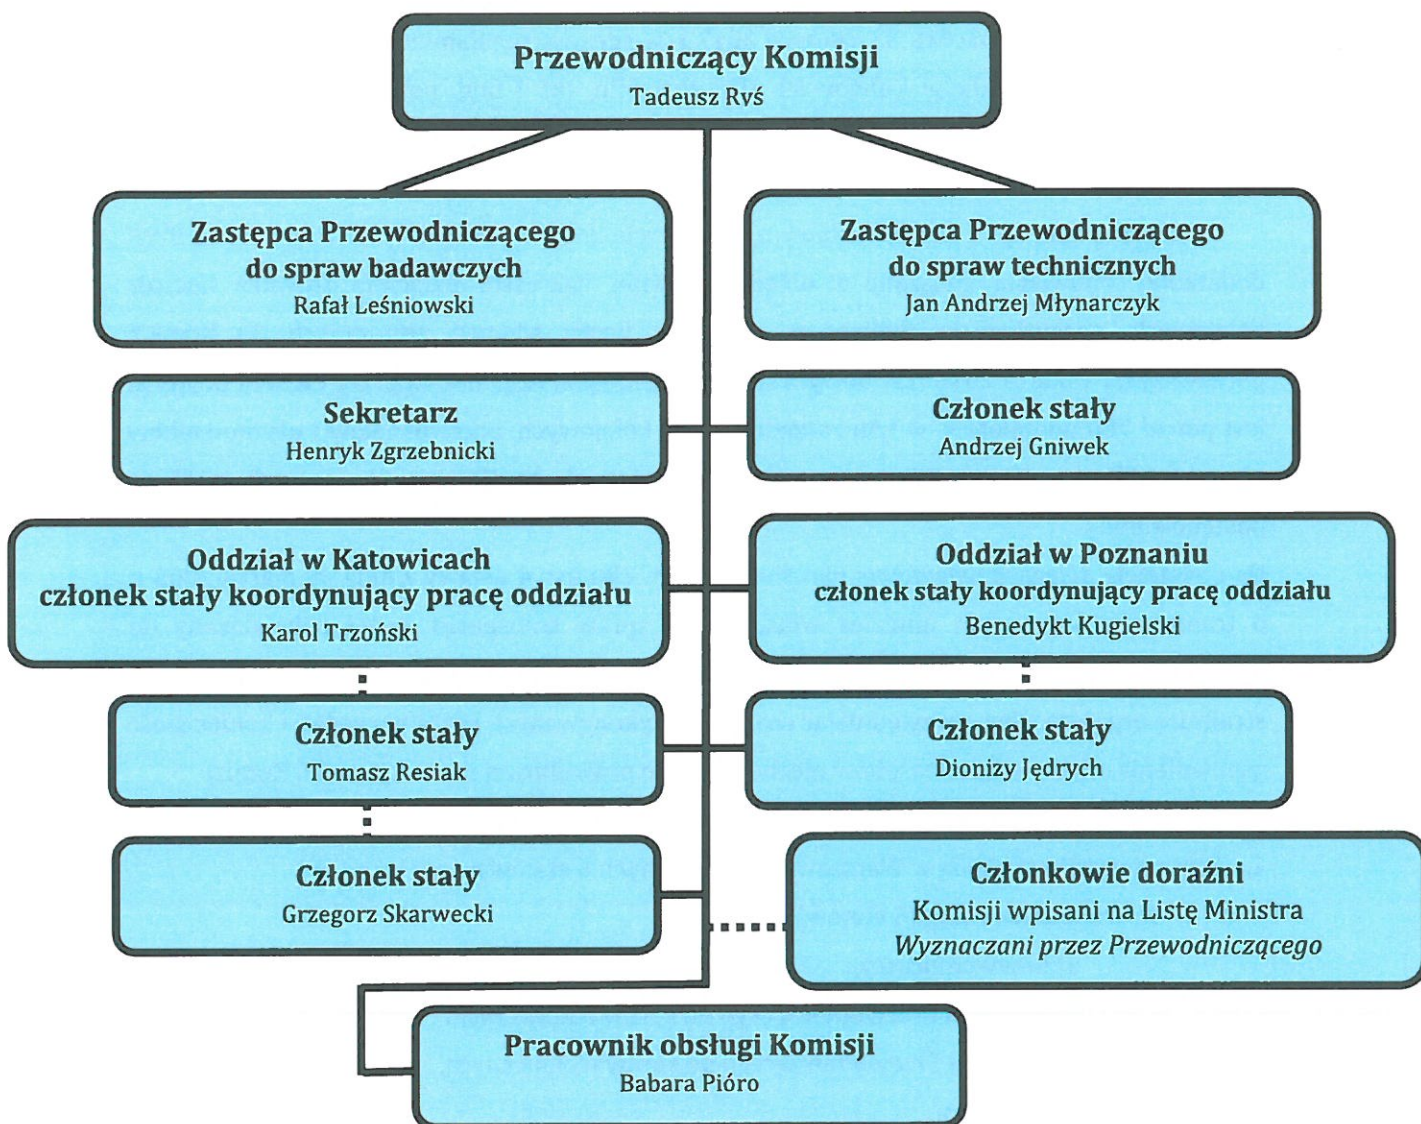 Przewodniczący Komisji
Tadeusz Ryś
Zastępca Przewodniczącego
do spraw badawczych
Rafał Leśniowski
Zastępca Przewodniczącego
do spraw technicznych
Jan Andrzej Młynarczyk
Sekretarz
Henryk Zgrzebnicki
Członek stały
Andrzej Gniwek
Oddział w Katowicach
członek stały koordynujący pracę oddziału
Karol Trzoński
Oddział w Poznaniu
członek stały koordynujący pracę oddziału
Benedykt Kugielski
Członek stały
Tomasz Resiak
Członek stały
Dionizy Jędrych
Członek stały
Grzegorz Skarwecki
Członkowie doraźni
Komisji wpisani na Listę Ministra
Wyznaczani przez Przewodniczącego
Pracownik obsługi Komisji
Babara Pióro